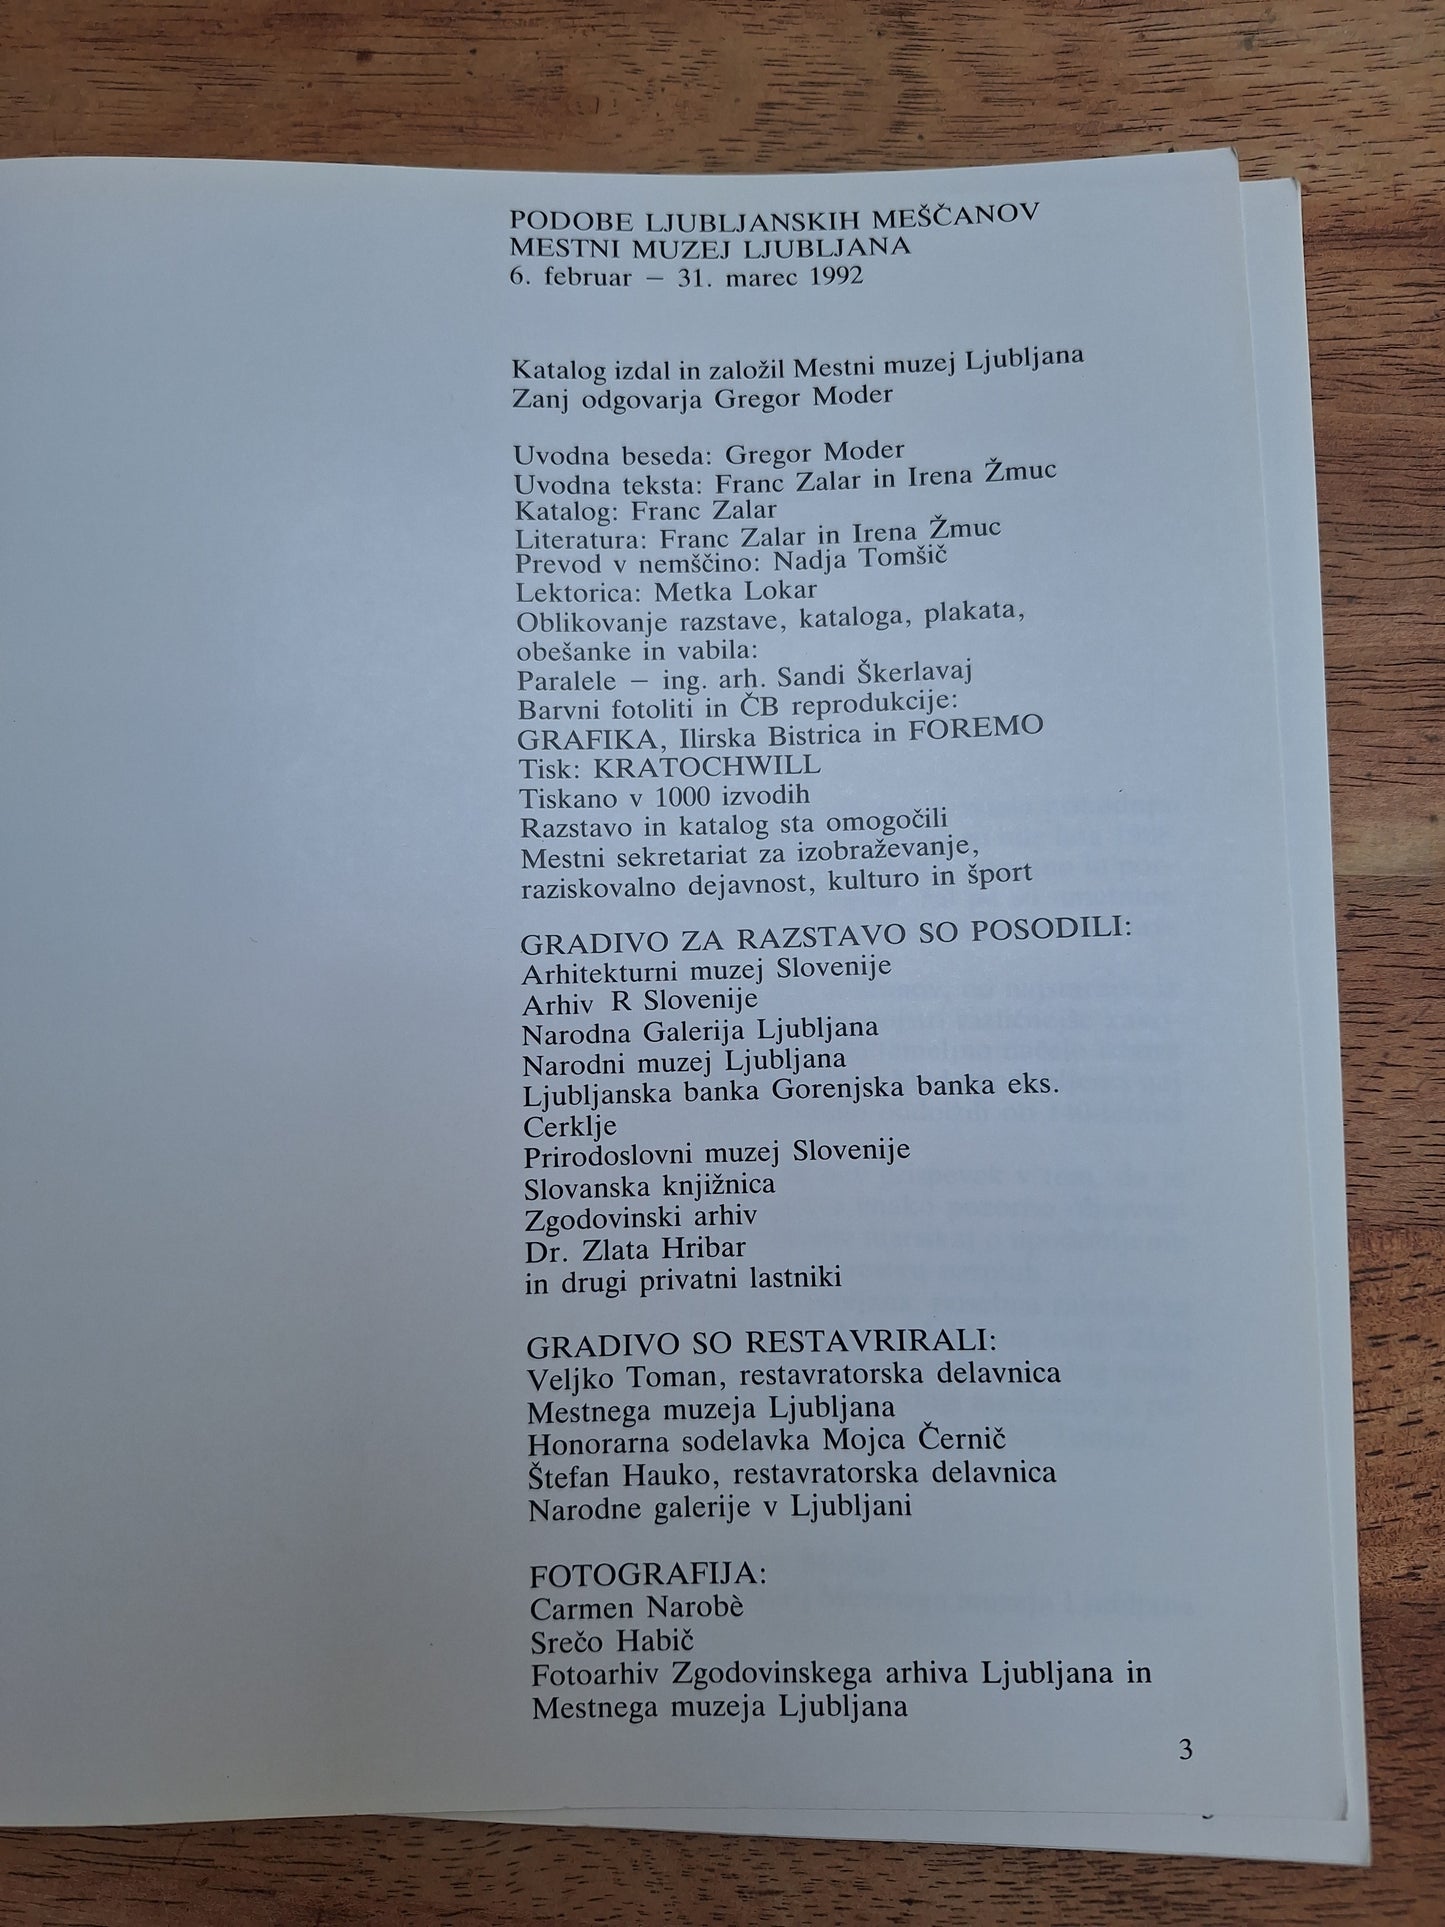 PODOBE LJUBLJANSKIH MEŠČANOV
MESTNI MUZEJ LJUBLJANA
6. februar – 31. marec 1992
Katalog izdal in založil Mestni muzej Ljubljana
Zanj odgovarja Gregor Moder
Uvodna beseda: Gregor Moder
Uvodna teksta: Franc Zalar in Irena Žmuc
Katalog: Franc Zalar
Literatura: Franc Zalar in Irena Žmuc
Prevod v nemščino: Nadja Tomšič
Lektorica: Metka Lokar
Oblikovanje razstave, kataloga, plakata,
obešanke in vabila:
Paralele – ing. arh. Sandi Škerlavaj
Barvni fotoliti in ČB reprodukcije:
GRAFIKA, Ilirska Bistrica in FOREMO
Tisk: KRATOCHWILL
Tiskano v 1000 izvodih
Razstavo in katalog sta omogočili
Mestni sekretariat za izobraževanje,
raziskovalno dejavnost, kulturo in šport
GRADIVO ZA RAZSTAVO SO POSODILI:
Arhitekturni muzej Slovenije
Arhiv R Slovenije
Narodna Galerija Ljubljana
Narodni muzej Ljubljana
Ljubljanska banka Gorenjska banka eks.
Cerklje
Prirodoslovni muzej Slovenije
Slovanska knjižnica
Zgodovinski arhiv
Dr. Zlata Hribar
in drugi privatni lastniki
GRADIVO SO RESTAVRIRALI:
Veljko Toman, restavratorska delavnica
Mestnega muzeja Ljubljana
Honorarna sodelavka Mojca Černič
Štefan Hauko, restavratorska delavnica
Narodne galerije v Ljubljani
FOTOGRAFIJA:
Carmen Narobè
Srečo Habič
Fotoarhiv Zgodovinskega arhiva Ljubljana in
Mestnega muzeja Ljubljana
3